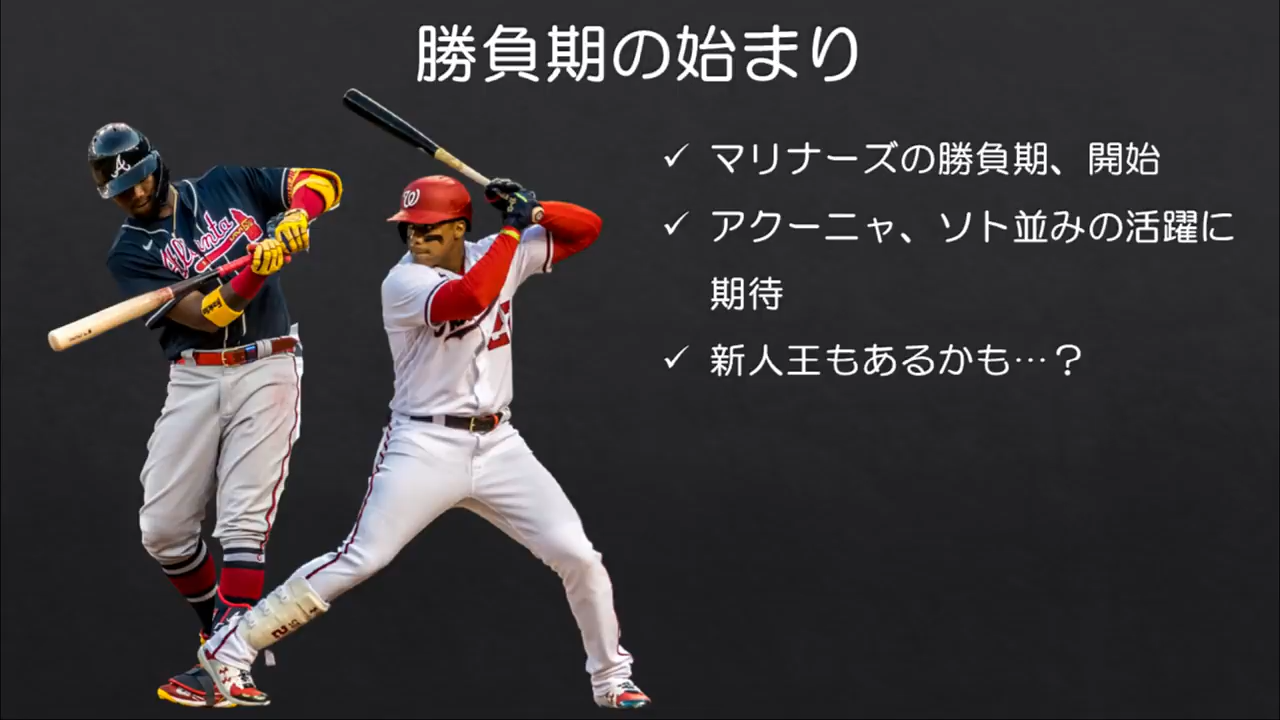 勝負期の始まり
✓ マリナーズの勝負期、開始
✓ アクーニャ、ソト並みの活躍に
期待
✓ 新人王もあるかも…？
Atlanta
A
W
22